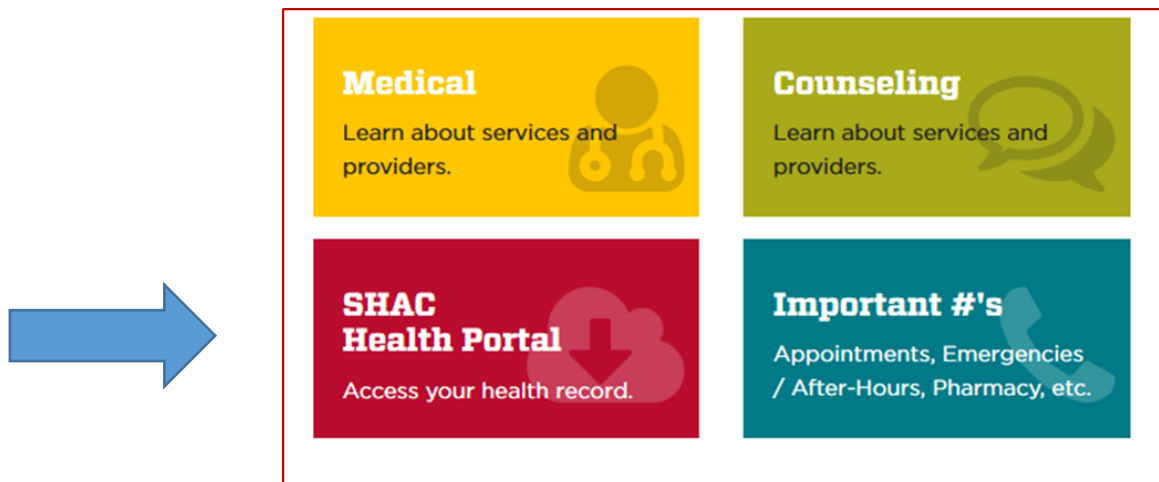 Medical
Learn about services and
providers.
Counseling
Learn about services and
providers.
SHAC
Health Portal
Access your health record.
Important #'s
Appointments, Emergencies
/ After-Hours, Pharmacy, etc.